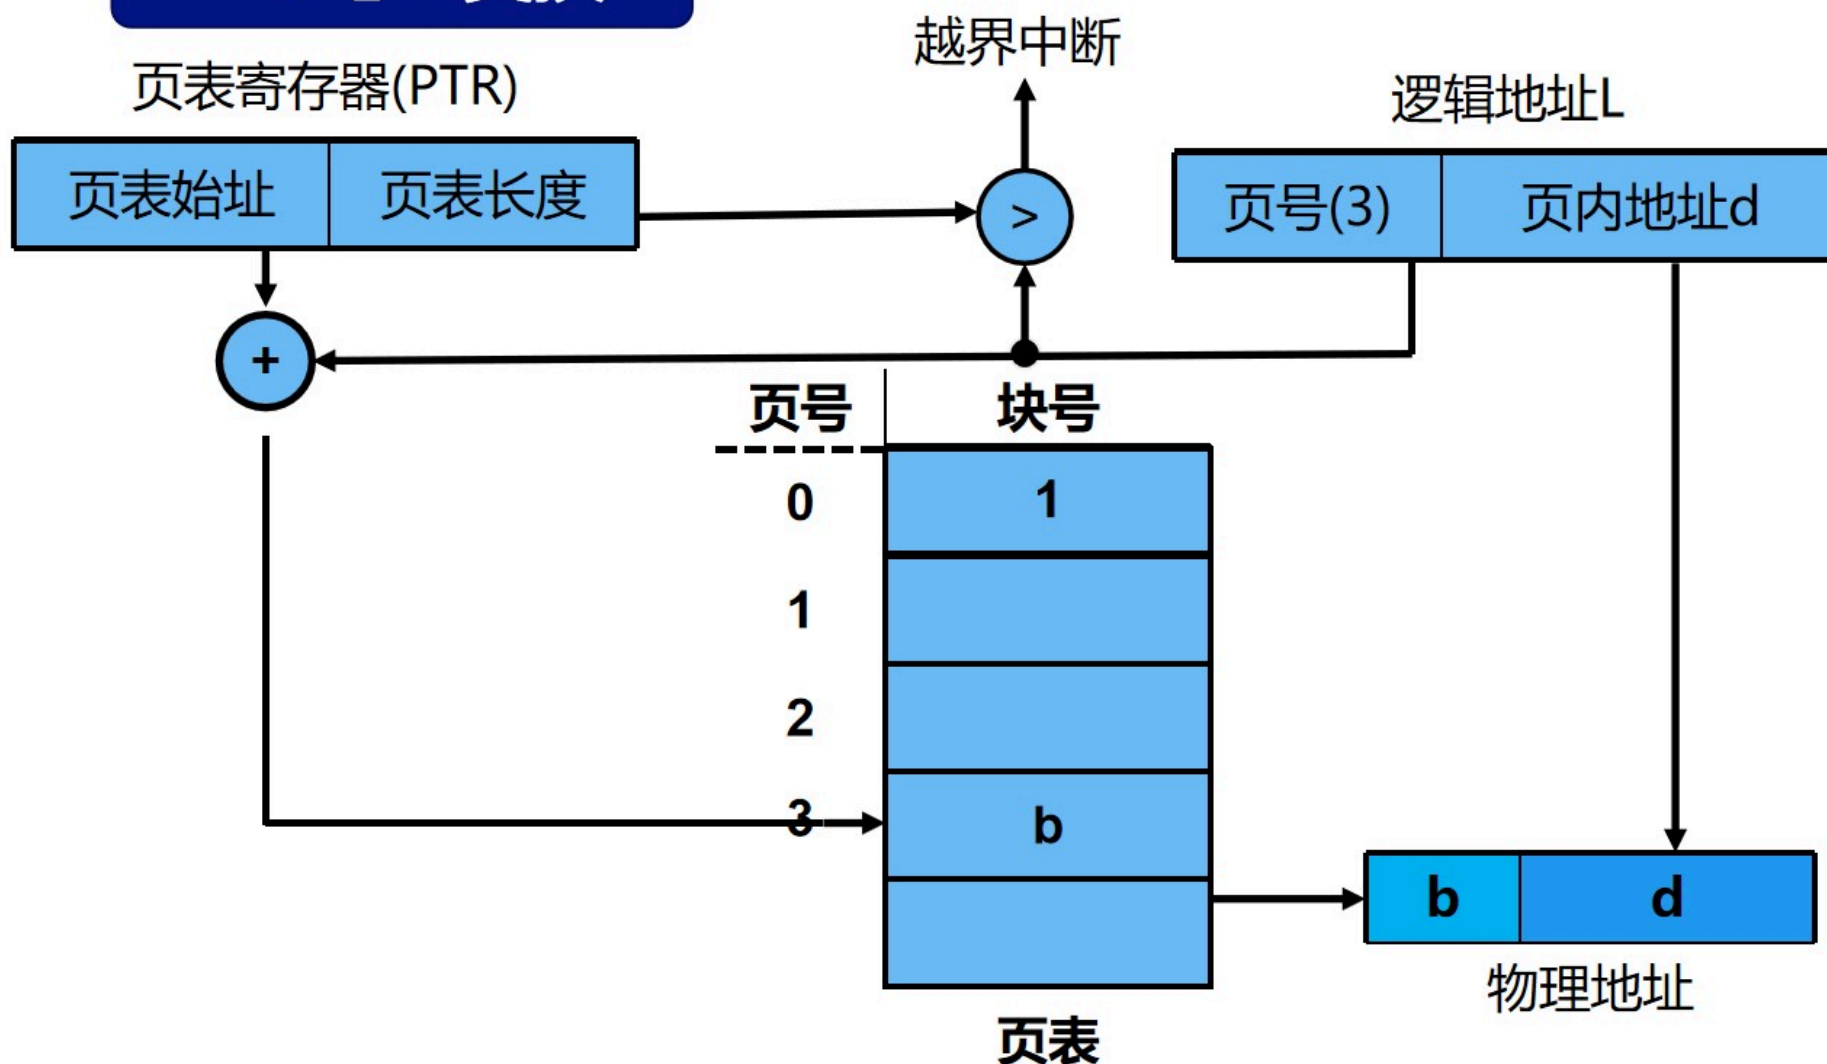 页表寄存器(PTR)
越界中断
逻辑地址L
页表始址 页表长度
>
页号(3) 页内地址d
+
页号 块号
0 1
1
2
3 b
b d
物理地址
页表